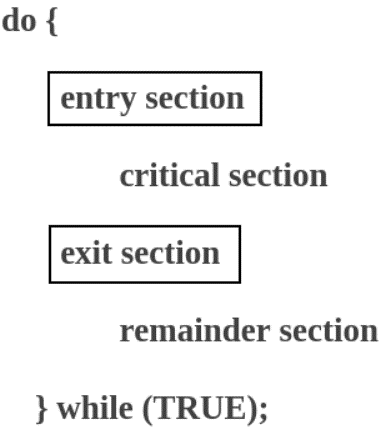 do {
entry section
critical section
exit section
remainder section
} while (TRUE);